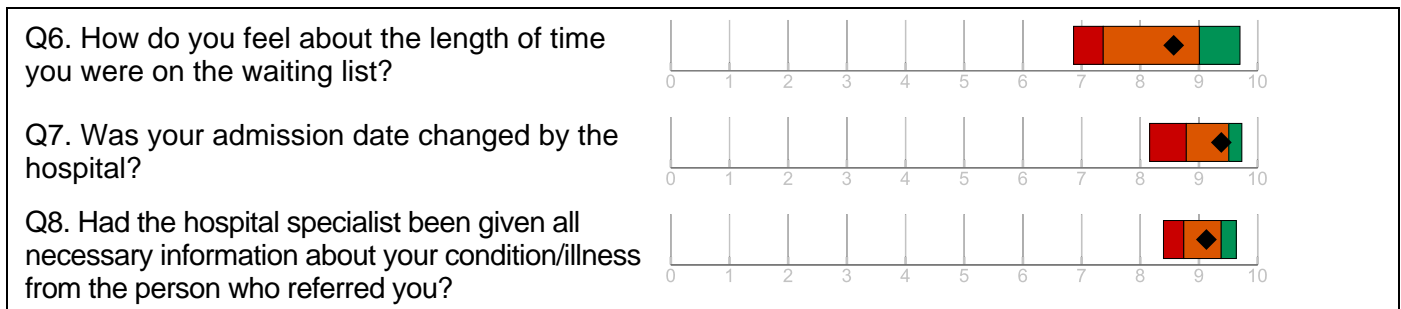 Q6. How do you feel about the length of time
you were on the waiting list?
0 1 2 3 4 5 6 7 8 9 10
Q7. Was your admission date changed by the
hospital?
0 1 2 3 4 5 6 7 8 9 10
Q8. Had the hospital specialist been given all
necessary information about your condition/illness
from the person who referred you?
0 1 2 3 4 5 6 7 8 9 10